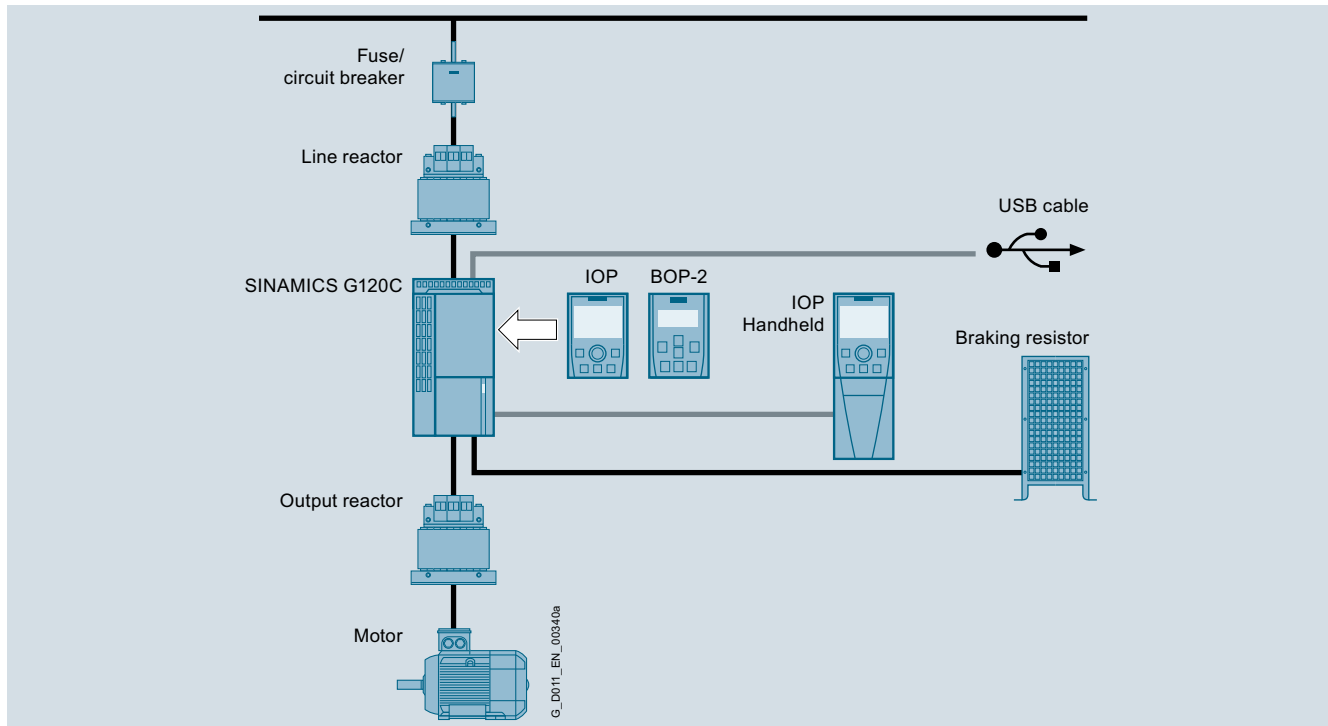 Fuse/
circuit breaker
Line reactor
USB cable
SINAMICS G120C
IOP
BOP-2
IOP
Handheld
Braking resistor
Output reactor
Motor
G_D011_EN_00340a